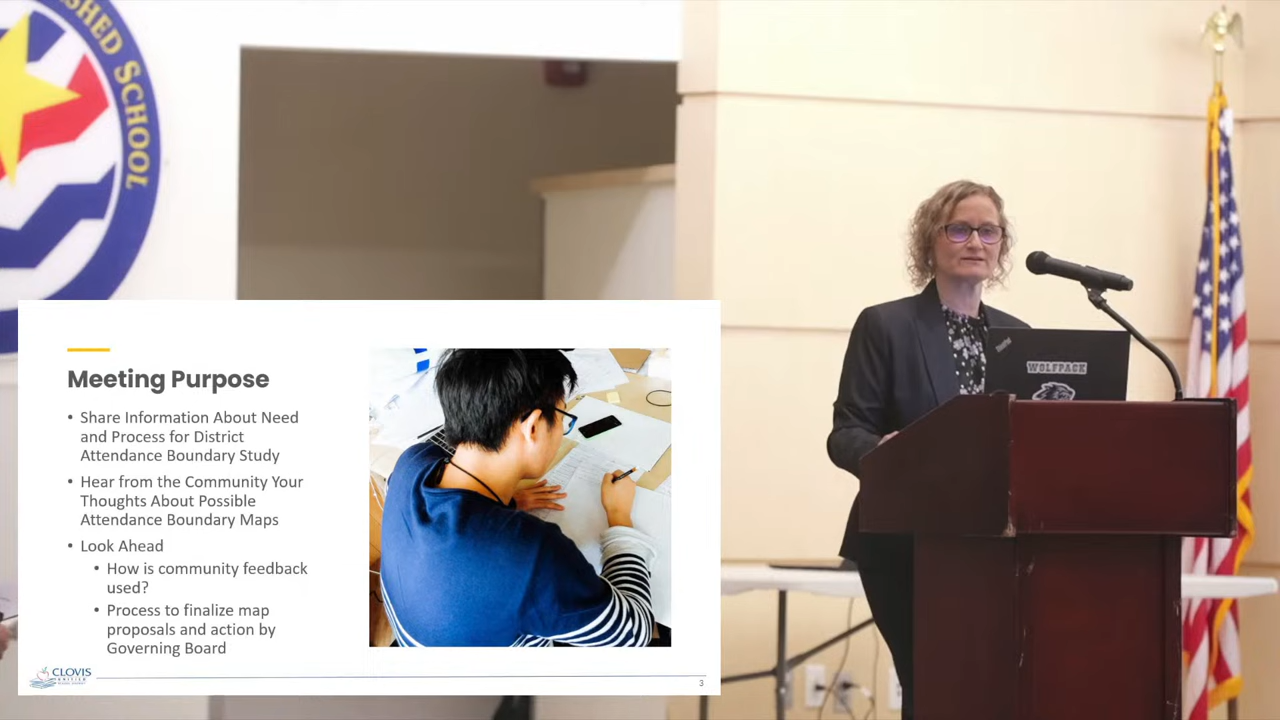 SHED SCHOOL
Meeting Purpose
• Share Information About Need
and Process for District
Attendance Boundary Study
• Hear from the Community Your
Thoughts About Possible
Attendance Boundary Maps
• Look Ahead
• How is community feedback
used?
• Process to finalize map
proposals and action by
Governing Board
CLOVIS
UNIFIED
3
ThinkPad
WOLFPACK